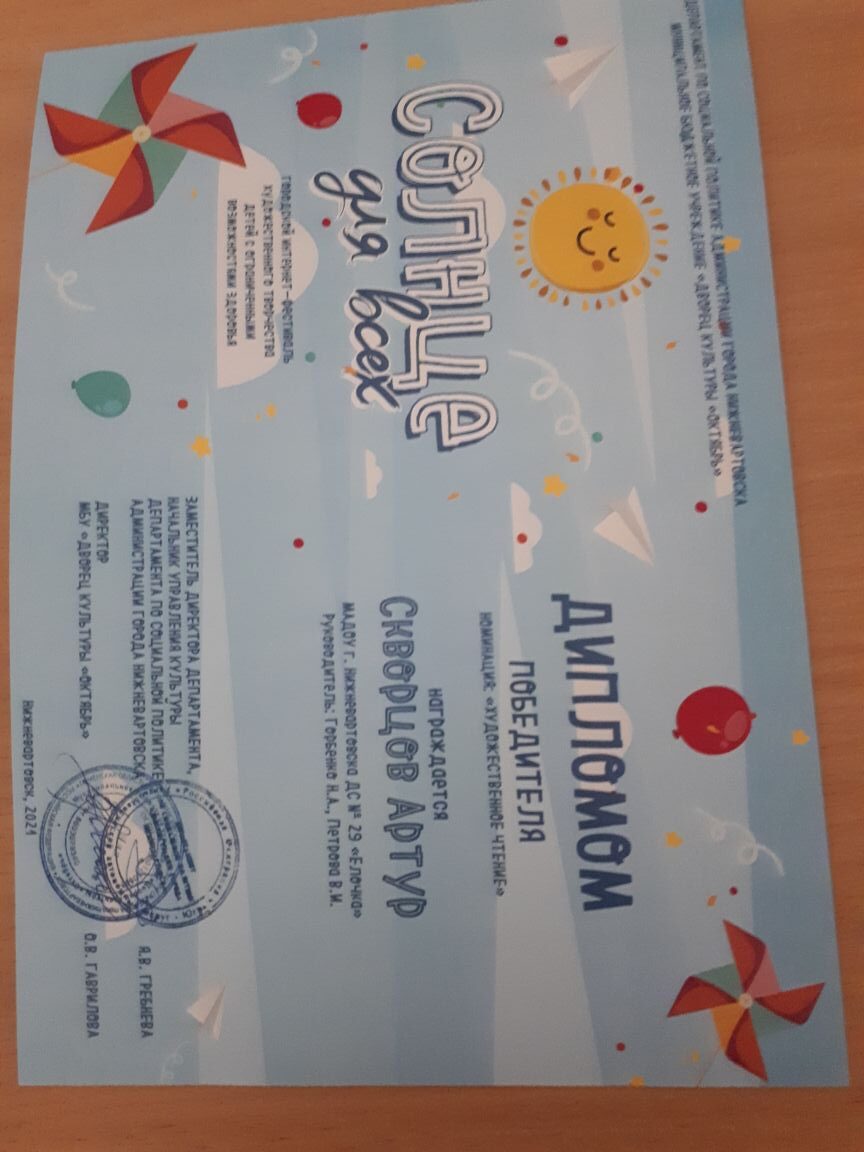 ДЕПАРТАМЕНТ ПО СОЦИАЛЬНОЙ ПОЛИТИКЕ АДМИНИСТРАЦИИ ГОРОДА НИЖНЕВАРТОВСКА
МУНИЦИПАЛЬНОЕ БЮДЖЕТНОЕ УЧРЕЖДЕНИЕ «ДВОРЕЦ КУЛЬТУРЫ «ОКТЯБРЬ»
СОЛНЦЕ
для всех
городской интернет-фестиваль
художественного творчества
детей с ограниченными
возможностями здоровья
ДИПЛОМОМ
ПОБЕДИТЕЛЯ
НОМИНАЦИЯ: «ХУДОЖЕСТВЕННОЕ ЧТЕНИЕ»
награждается
СКВОРЦОВ АРТУР
МАДОУ г. Нижневартовска ДС № 29 «Ёлочка»
Руководитель: Горбенко Н.А., Петрова В.И.
ЗАМЕСТИТЕЛЬ ДИРЕКТОРА ДЕПАРТАМЕНТА,
НАЧАЛЬНИК УПРАВЛЕНИЯ КУЛЬТУРЫ
ДЕПАРТАМЕНТА ПО СОЦИАЛЬНОЙ ПОЛИТИКЕ
АДМИНИСТРАЦИИ ГОРОДА НИЖНЕВАРТОВСКА
Я.В. ГРЕБНЕВА
ДИРЕКТОР
МБУ «ДВОРЕЦ КУЛЬТУРЫ «ОКТЯБРЬ»
О.В. ГАВРИЛОВА
Нижневартовск, 2021